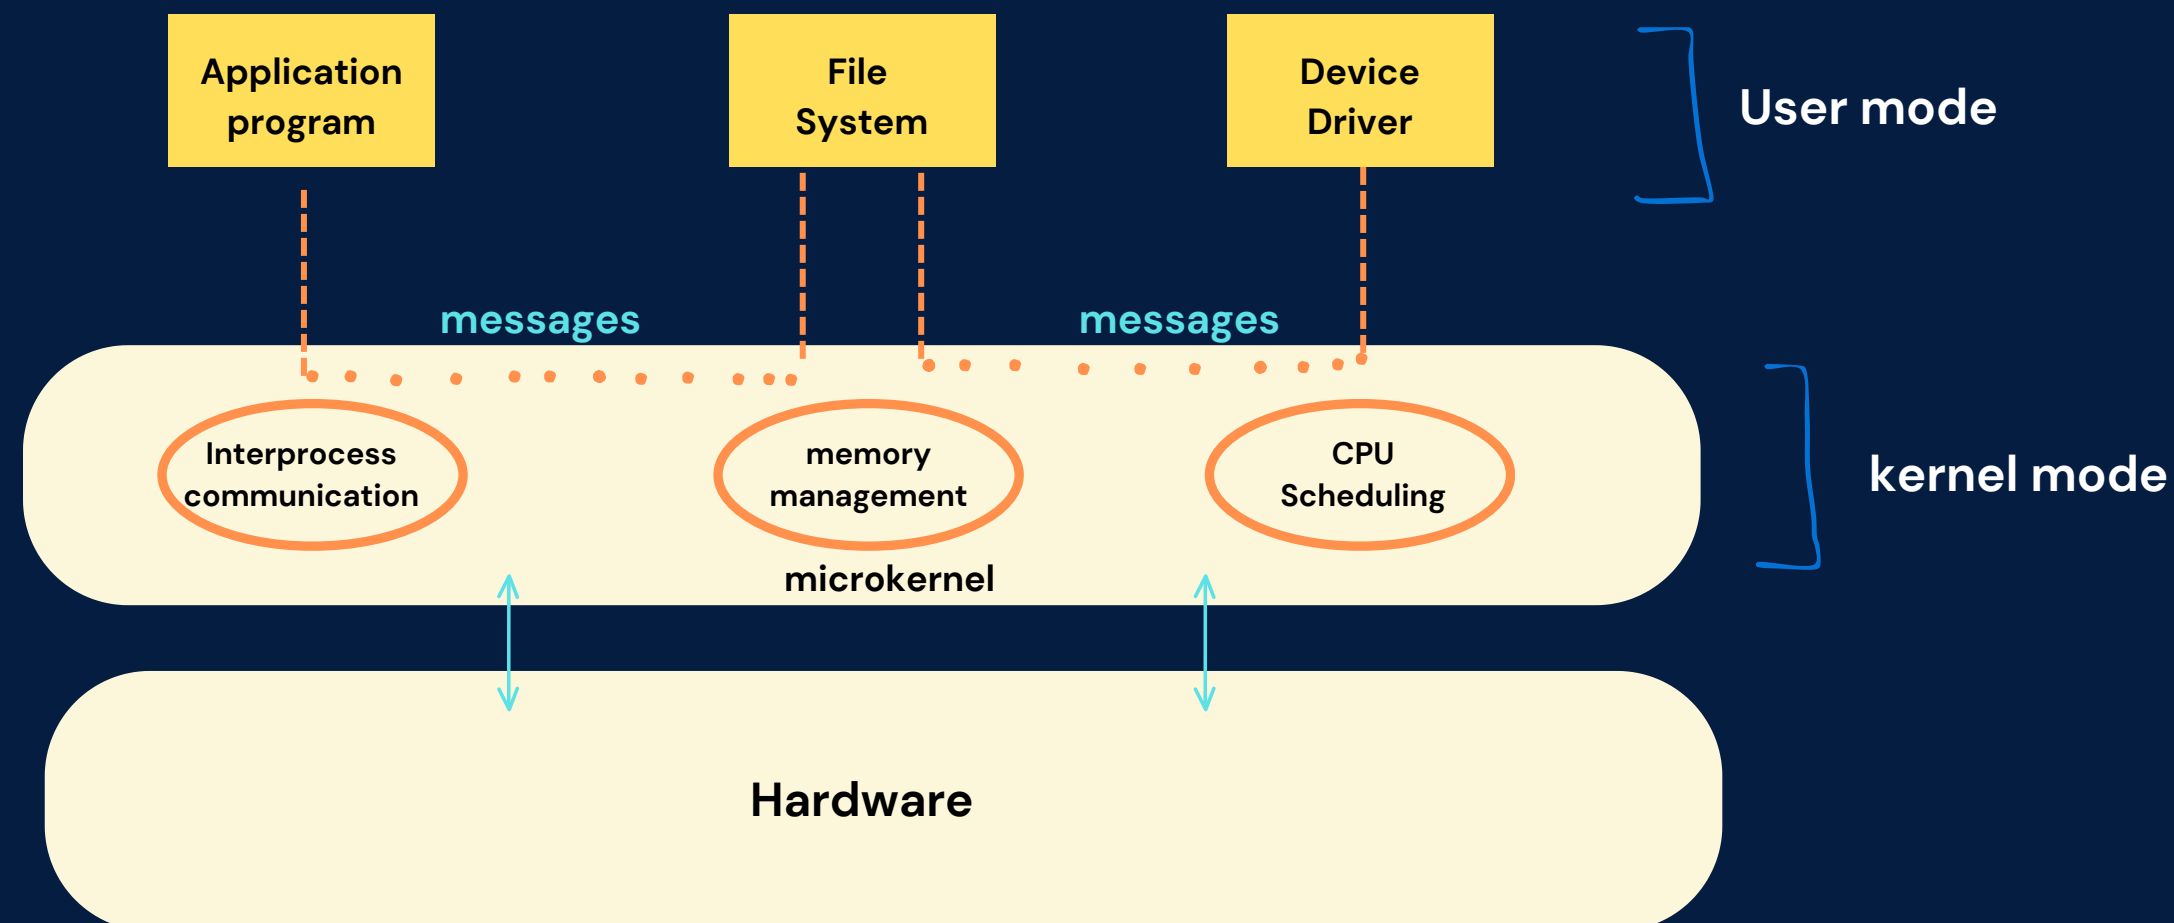 Application
program
File
System
Device
Driver
User mode
messages
messages
Interprocess
communication
memory
management
CPU
Scheduling
kernel mode
microkernel
Hardware